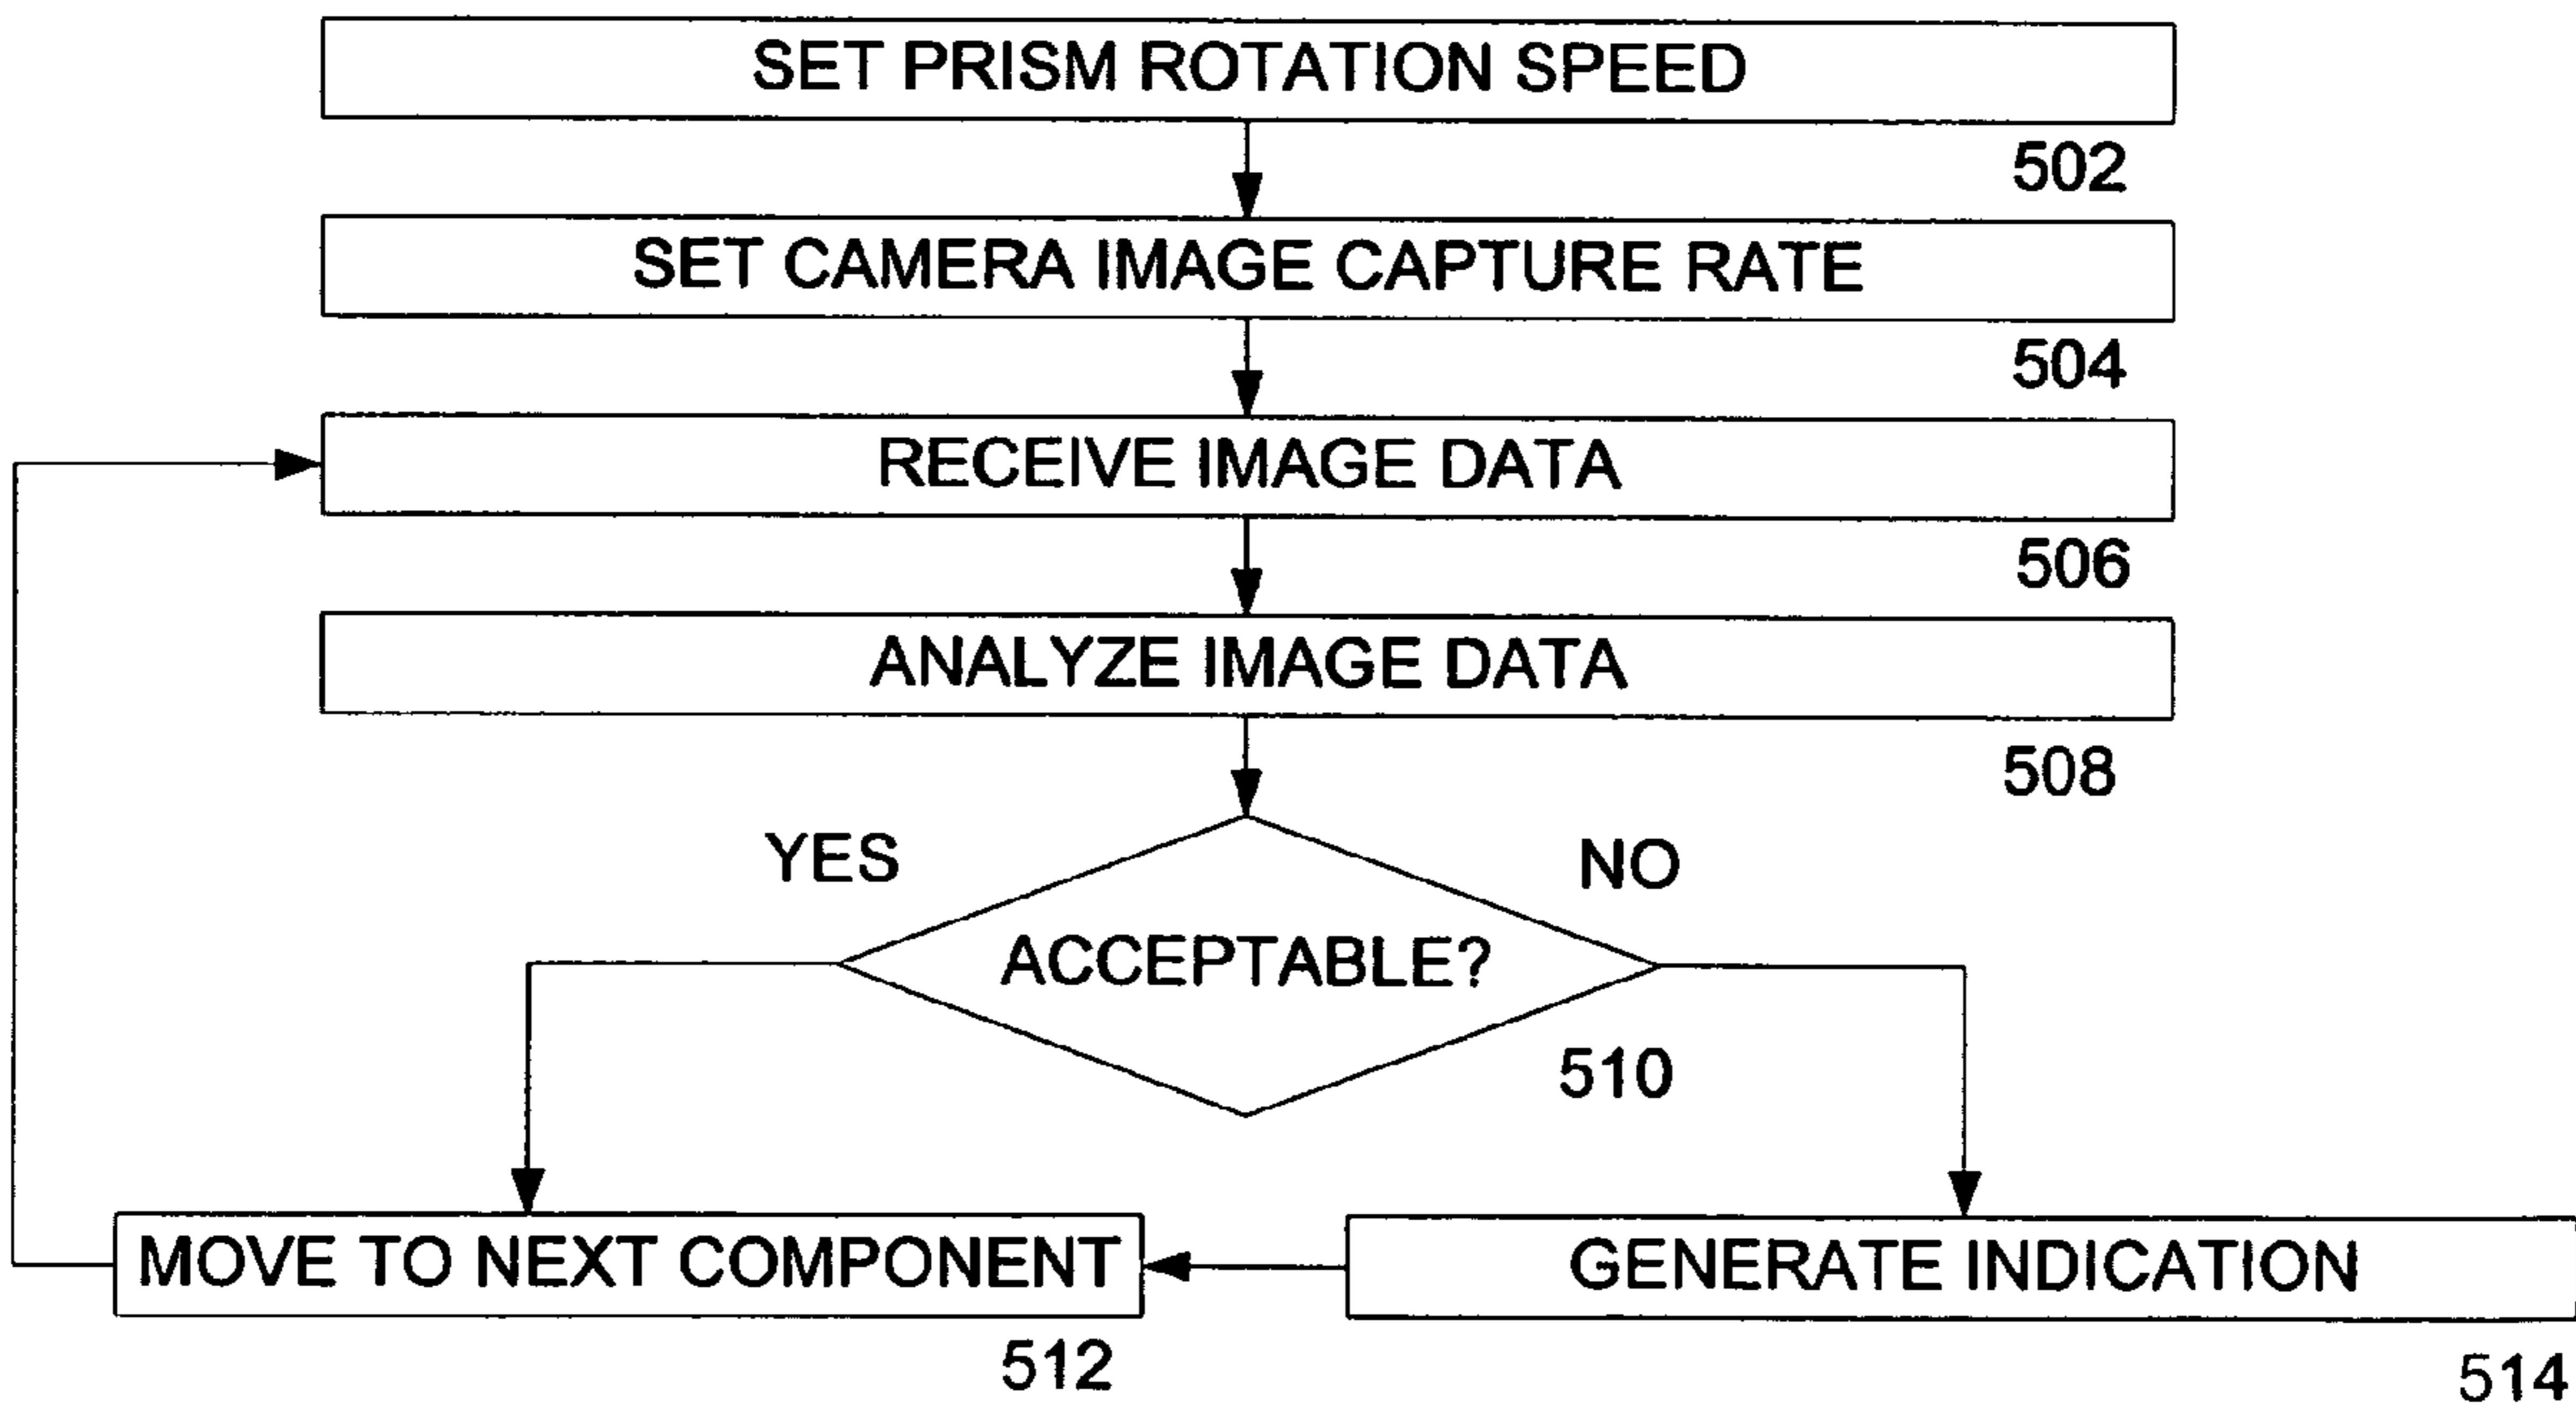 SET PRISM ROTATION SPEED
502
SET CAMERA IMAGE CAPTURE RATE
504
RECEIVE IMAGE DATA
506
ANALYZE IMAGE DATA
508
YES
NO
ACCEPTABLE?
510
MOVE TO NEXT COMPONENT
GENERATE INDICATION
512
514